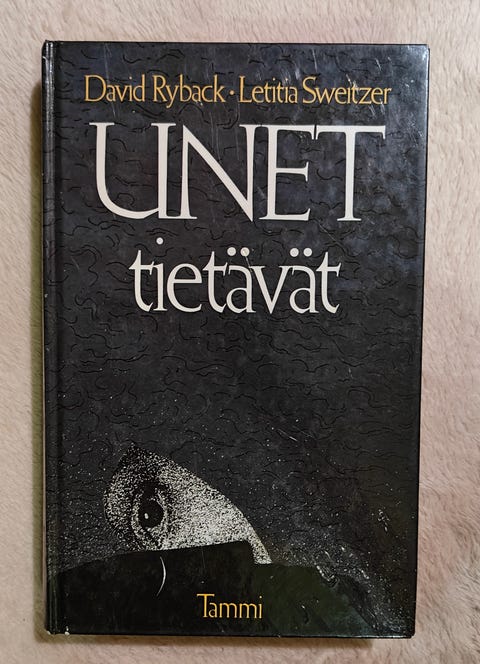 David Ryback · Letitia Sweitzer
UNET
tietävät
Tammi